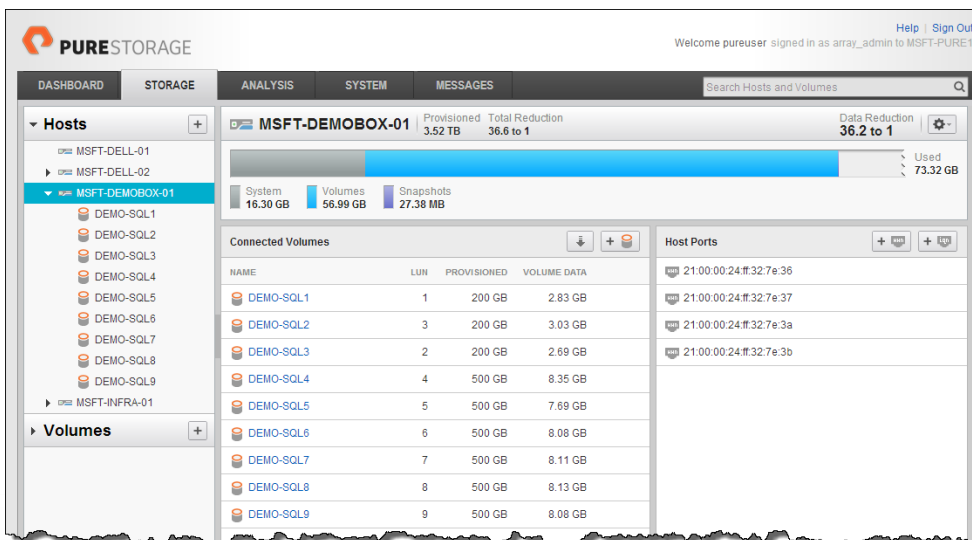 Help | Sign Out
PURESTORAGE
Welcome pureuser signed in as array_admin to MSFT-PURE1
DASHBOARD STORAGE ANALYSIS SYSTEM MESSAGES Search Hosts and Volumes
Hosts +
MSFT-DELL-01
MSFT-DELL-02
MSFT-DEMOBOX-01
DEMO-SQL1
DEMO-SQL2
DEMO-SQL3
DEMO-SQL4
DEMO-SQL5
DEMO-SQL6
DEMO-SQL7
DEMO-SQL8
DEMO-SQL9
MSFT-INFRA-01
Volumes +
MSFT-DEMOBOX-01 Provisioned Total Reduction Data Reduction
3.52 TB 36.6 to 1 36.2 to 1
Used
73.32 GB
System Volumes Snapshots
16.30 GB 56.99 GB 27.38 MB
Connected Volumes
NAME LUN PROVISIONED VOLUME DATA
DEMO-SQL1 1 200 GB 2.83 GB
DEMO-SQL2 3 200 GB 3.03 GB
DEMO-SQL3 2 200 GB 2.69 GB
DEMO-SQL4 4 500 GB 8.35 GB
DEMO-SQL5 5 500 GB 7.69 GB
DEMO-SQL6 6 500 GB 8.08 GB
DEMO-SQL7 7 500 GB 8.11 GB
DEMO-SQL8 8 500 GB 8.13 GB
DEMO-SQL9 9 500 GB 8.08 GB
Host Ports
21:00:00:24:ff:32:7e:36
21:00:00:24:ff:32:7e:37
21:00:00:24:ff:32:7e:3a
21:00:00:24:ff:32:7e:3b